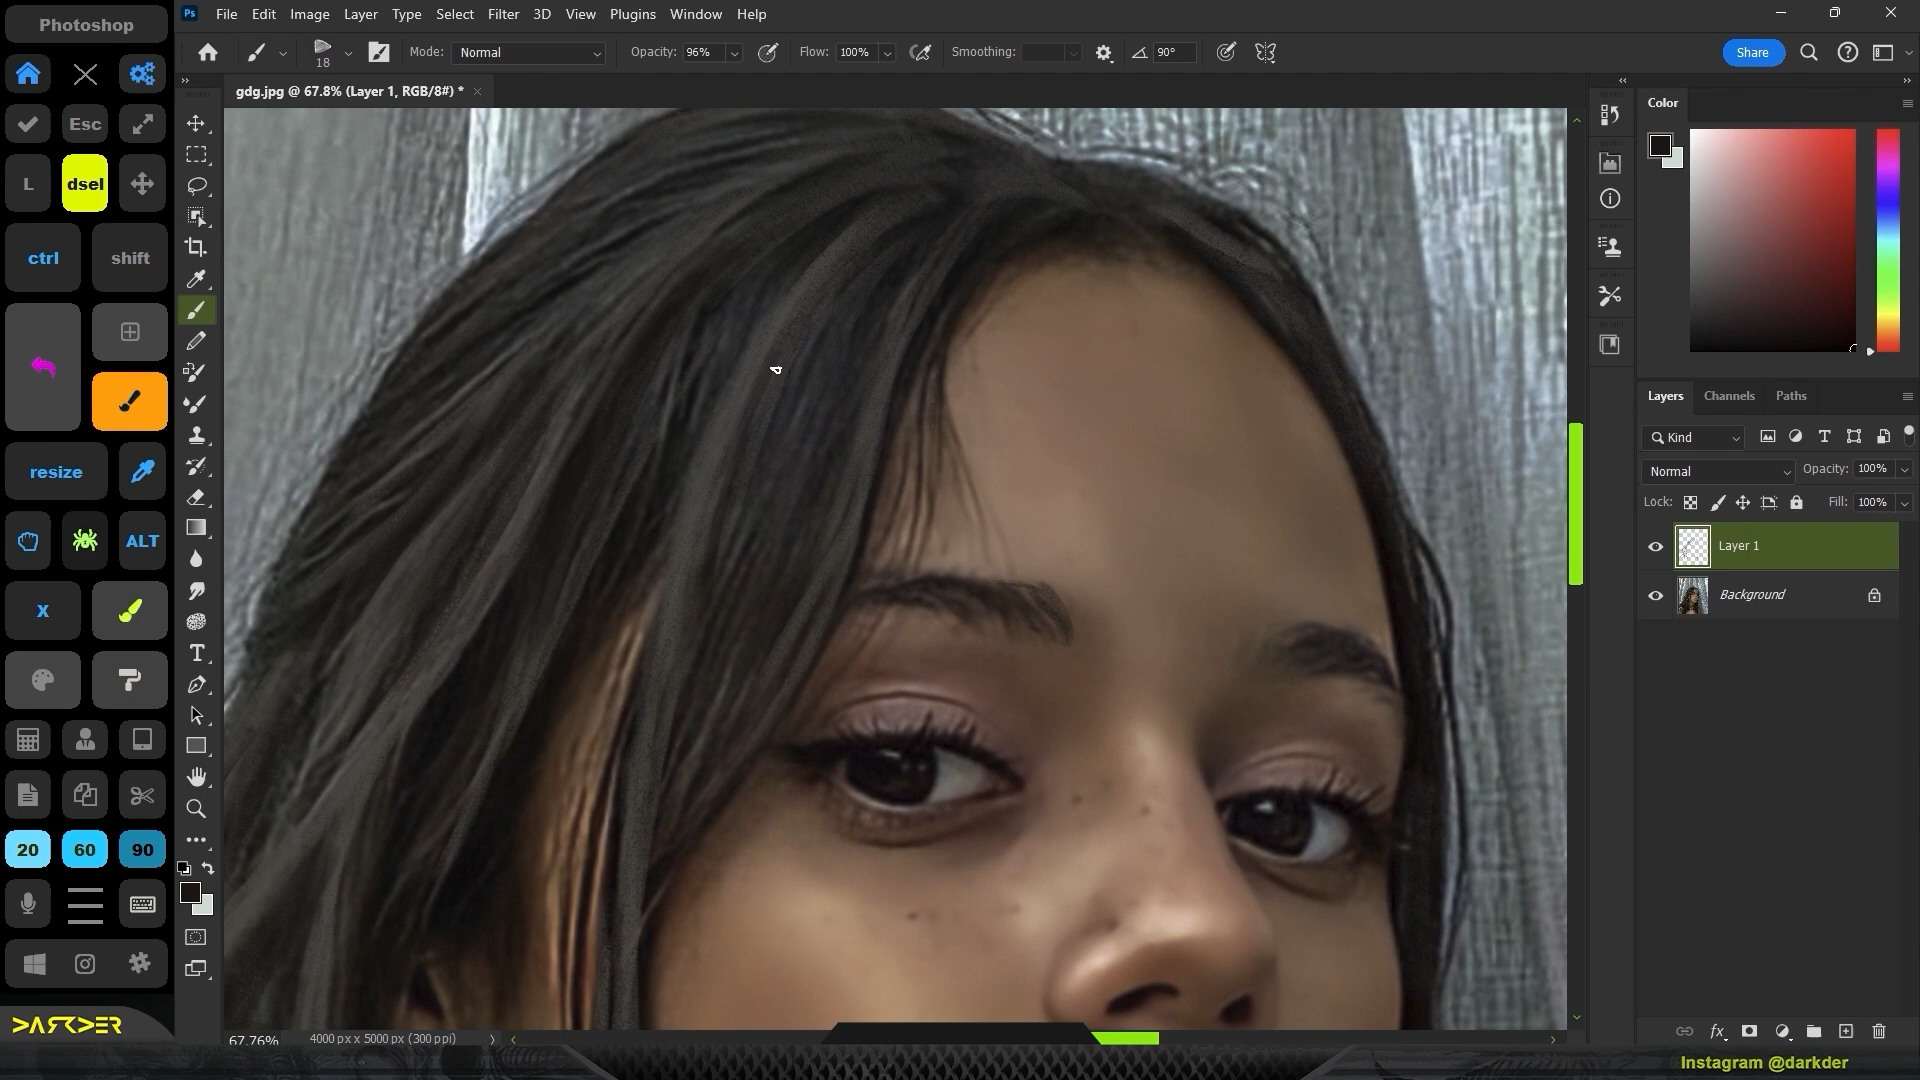 Photoshop
File Edit Image Layer Type Select Filter 3D View Plugins Window Help
18
Mode: Normal
Opacity: 96%
Flow: 100%
Smoothing:
90°
Share
gdg.jpg @ 67.8% (Layer 1, RGB/8#) *
Esc
L
dsel
ctrl
shift
resize
ALT
x
20 60 90
DARKDER
Color
Layers Channels Paths
Kind
Normal
Opacity: 100%
Lock:
Fill: 100%
Layer 1
Background
fx
67.76%
4000 px x 5000 px (300 ppi)
Instagram @darkder